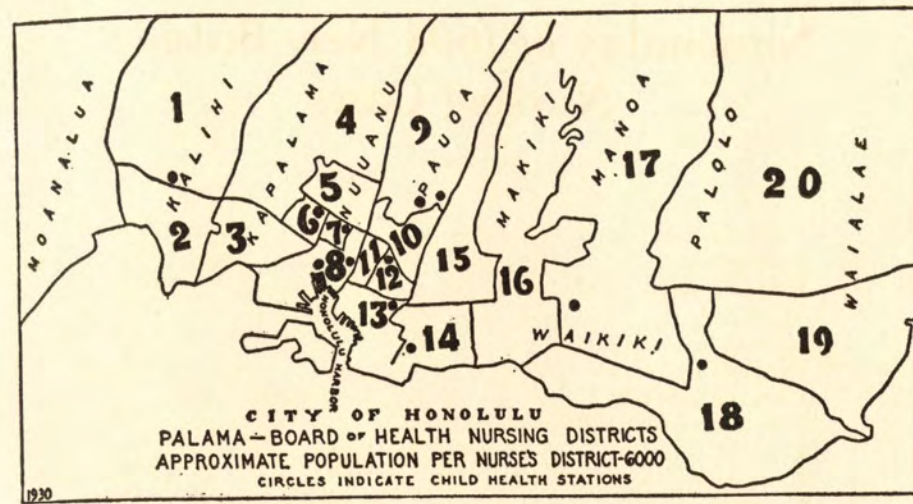 MOANALUA
KALIHI
KAPALAMA
NUUANU
PAUOA
MAKIKI
MANOA
PALOLO
WAIALAE
WAIKIKI
HONOLULU HARBOR
1
2
3
4
5
6
7
8
9
10
11
12
13
14
15
16
17
18
19
20
CITY OF HONOLULU
PALAMA—BOARD OF HEALTH NURSING DISTRICTS
APPROXIMATE POPULATION PER NURSE'S DISTRICT-6000
CIRCLES INDICATE CHILD HEALTH STATIONS
1930